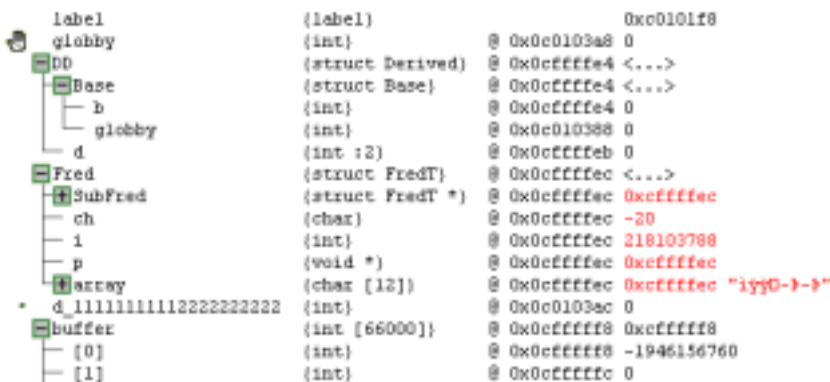 label {label} 0xc0101f8
globby {int} @ 0x0c0103a8 0
DD {struct Derived} @ 0x0cffffe4 <...>
Base {struct Base} @ 0x0cffffe4 <...>
b {int} @ 0x0cffffe4 0
globby {int} @ 0x0c010388 0
d {int :2} @ 0x0cffffeb 0
Fred {struct FredT} @ 0x0cffffec <...>
SubFred {struct FredT *} @ 0x0cffffec 0xcffffec
ch {char} @ 0x0cffffec -20
i {int} @ 0x0cffffec 218103788
p {void *} @ 0x0cffffec 0xcffffec
array {char [12]} @ 0x0cffffec 0xcffffec
d_11111111112222222222 {int} @ 0x0c0103ac 0
buffer {int [66000]} @ 0x0cfffff8 0xcfffff8
[0] {int} @ 0x0cfffff8 -1946156760
[1] {int} @ 0x0cfffffc 0